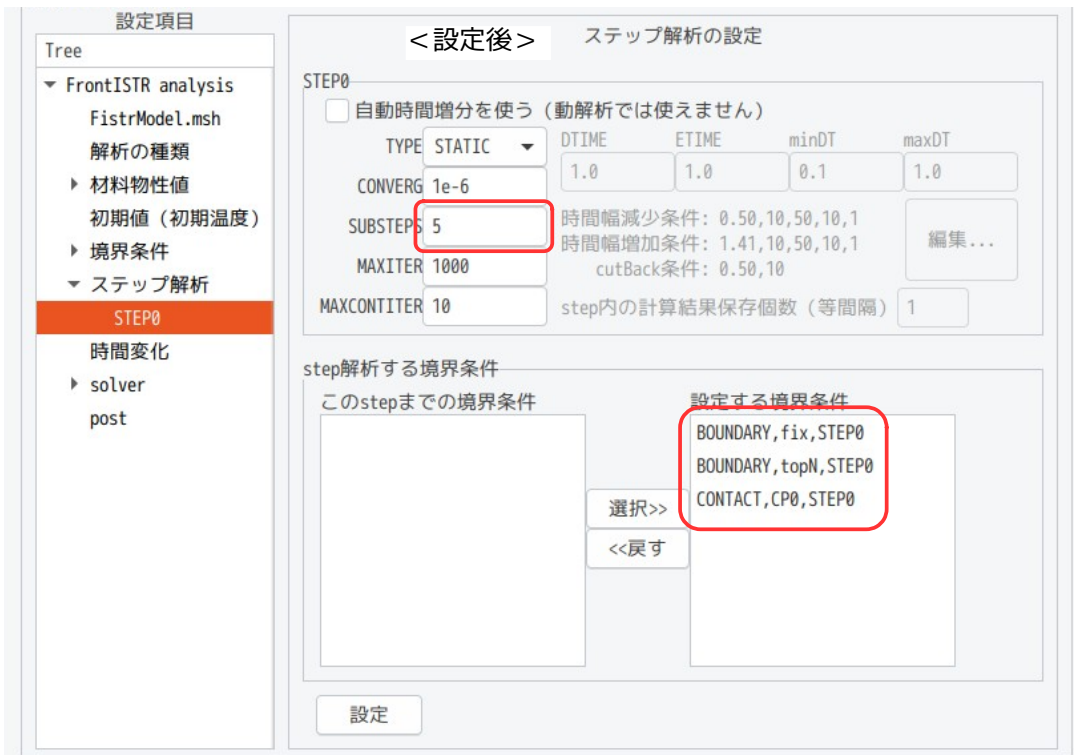 設定項目
Tree
FrontISTR analysis
FistrModel.msh
解析の種類
材料物性値
初期値（初期温度）
境界条件
ステップ解析
STEP0
時間変化
solver
post
＜設定後＞
ステップ解析の設定
STEP0
自動時間増分を使う（動解析では使えません）
TYPE STATIC
CONVERG 1e-6
SUBSTEPS 5
MAXITER 1000
MAXCONTITER 10
DTIME ETIME minDT maxDT
1.0 1.0 0.1 1.0
時間幅減少条件: 0.50,10,50,10,1
時間幅増加条件: 1.41,10,50,10,1
cutBack条件: 0.50,10
編集...
step内の計算結果保存個数（等間隔） 1
step解析する境界条件
このstepまでの境界条件
設定する境界条件
BOUNDARY,fix,STEP0
BOUNDARY,topN,STEP0
CONTACT,CP0,STEP0
選択>>
<<戻す
設定